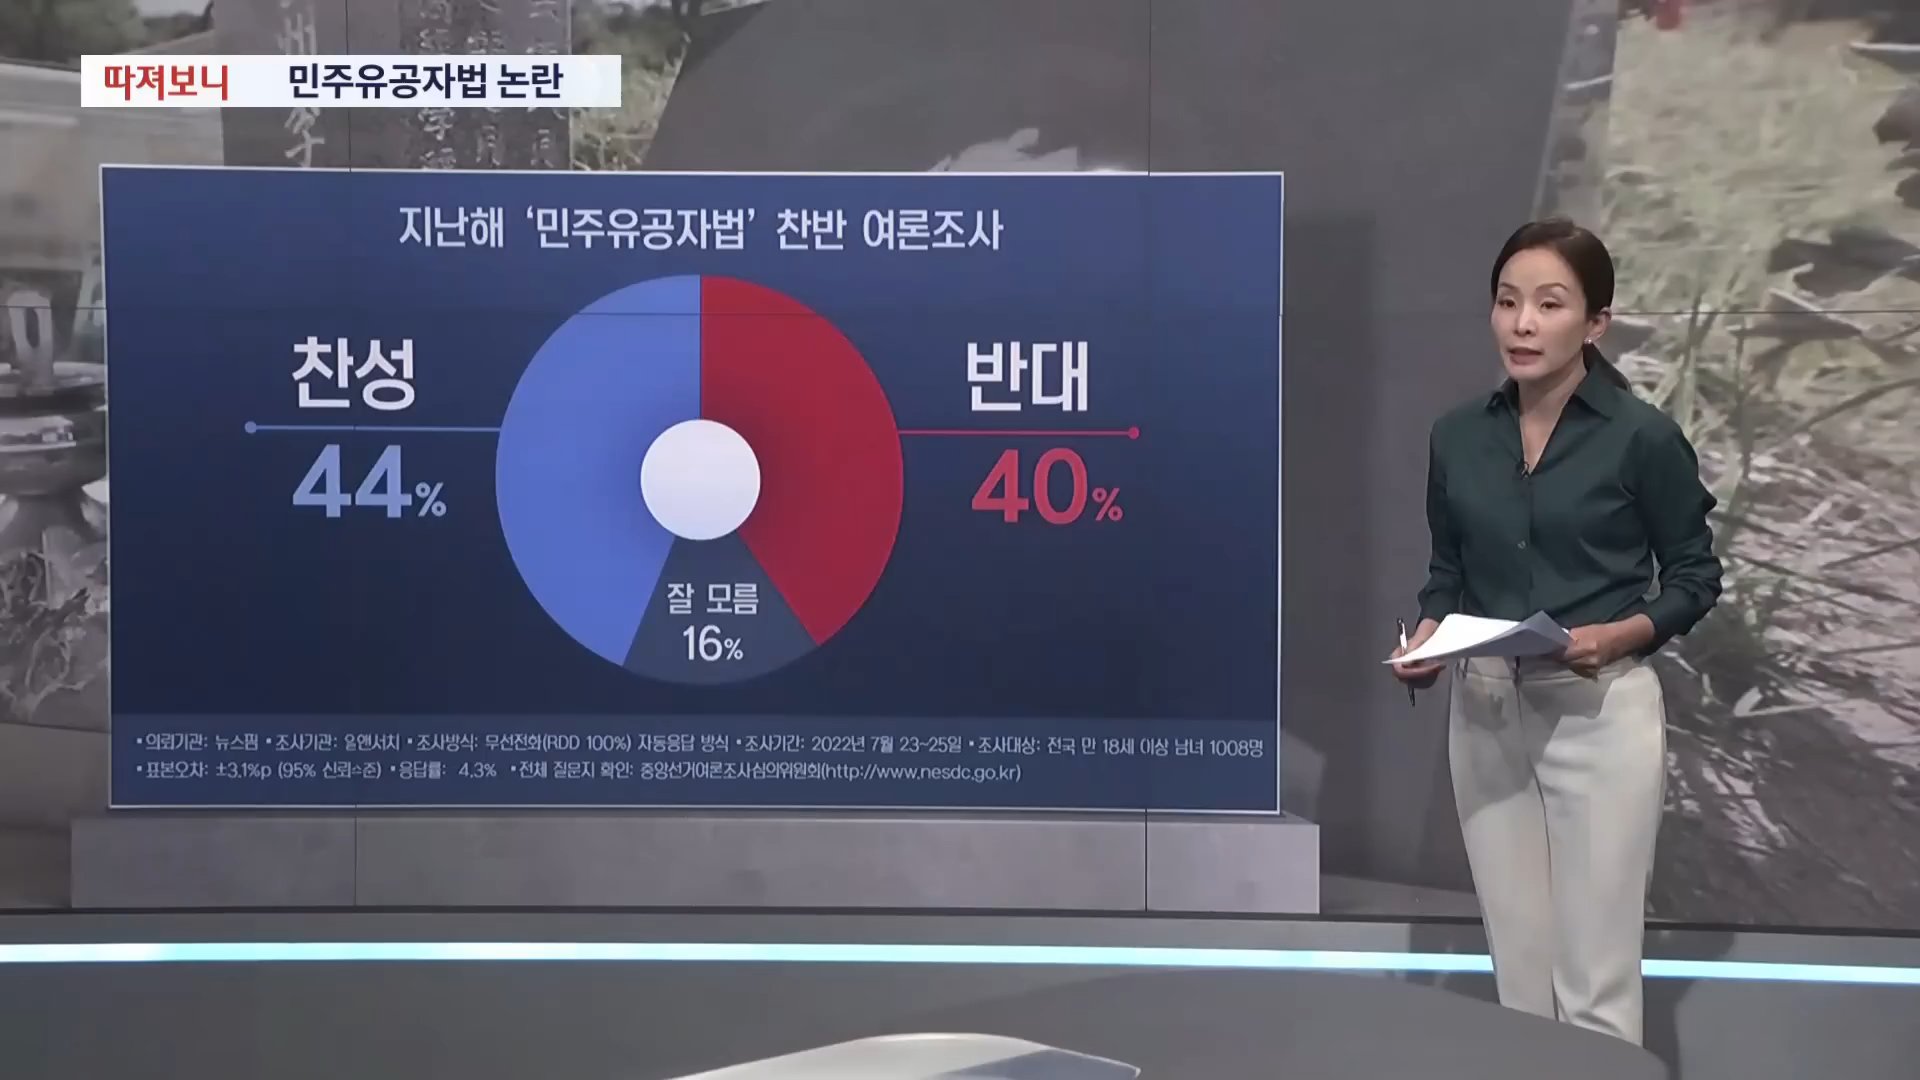 따져보니 민주유공자법 논란
지난해 ‘민주유공자법’ 찬반 여론조사
찬성
44%
반대
40%
잘 모름
16%
▪의뢰기관: 뉴스핌 ▪조사기관: 알앤서치 ▪조사방식: 무선전화(RDD 100%) 자동응답 방식 ▪조사기간: 2022년 7월 23~25일 ▪조사대상: 전국 만 18세 이상 남녀 1008명
▪표본오차: ±3.1%p (95% 신뢰수준) ▪응답률: 4.3% ▪전체 질문지 확인: 중앙선거여론조사심의위원회(http://www.nesdc.go.kr)